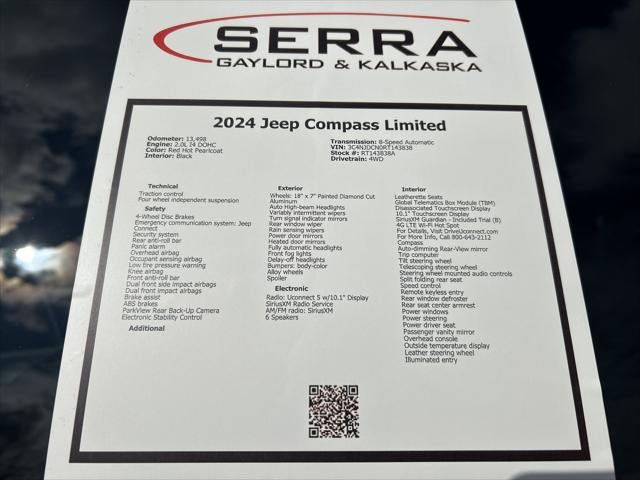 SERRA
GAYLORD & KALKASKA
2024 Jeep Compass Limited
Odometer: 13,498
Engine: 2.0L I4 DOHC
Color: Red Hot Pearlcoat
Interior: Black
Transmission: 8-Speed Automatic
VIN: 3C4NJDCN0RT143838
Stock #: RT143838A
Drivetrain: 4WD
Technical
Traction control
Four wheel independent suspension
Safety
4-Wheel Disc Brakes
Emergency communication system: Jeep
Connect
Security system
Rear anti-roll bar
Panic alarm
Overhead airbag
Occupant sensing airbag
Low tire pressure warning
Knee airbag
Front anti-roll bar
Dual front side impact airbags
Dual front impact airbags
Brake assist
ABS brakes
ParkView Rear Back-Up Camera
Electronic Stability Control
Additional
Exterior
Wheels: 18" x 7" Painted Diamond Cut
Aluminum
Auto High-beam Headlights
Variably intermittent wipers
Turn signal indicator mirrors
Rear window wiper
Rain sensing wipers
Power door mirrors
Heated door mirrors
Fully automatic headlights
Front fog lights
Delay-off headlights
Bumpers: body-color
Alloy wheels
Spoiler
Electronic
Radio: Uconnect 5 w/10.1" Display
SiriusXM Radio Service
AM/FM radio: SiriusXM
6 Speakers
Interior
Leatherette Seats
Global Telematics Box Module (TBM)
Disassociated Touchscreen Display
10.1" Touchscreen Display
SiriusXM Guardian - Included Trial (B)
4G LTE Wi-Fi Hot Spot
For Details, Visit DriveUconnect.com
For More Info, Call 800-643-2112
Compass
Auto-dimming Rear-View mirror
Trip computer
Tilt steering wheel
Telescoping steering wheel
Steering wheel mounted audio controls
Split folding rear seat
Speed control
Remote keyless entry
Rear window defroster
Rear seat center armrest
Power windows
Power steering
Power driver seat
Passenger vanity mirror
Overhead console
Outside temperature display
Leather steering wheel
Illuminated entry